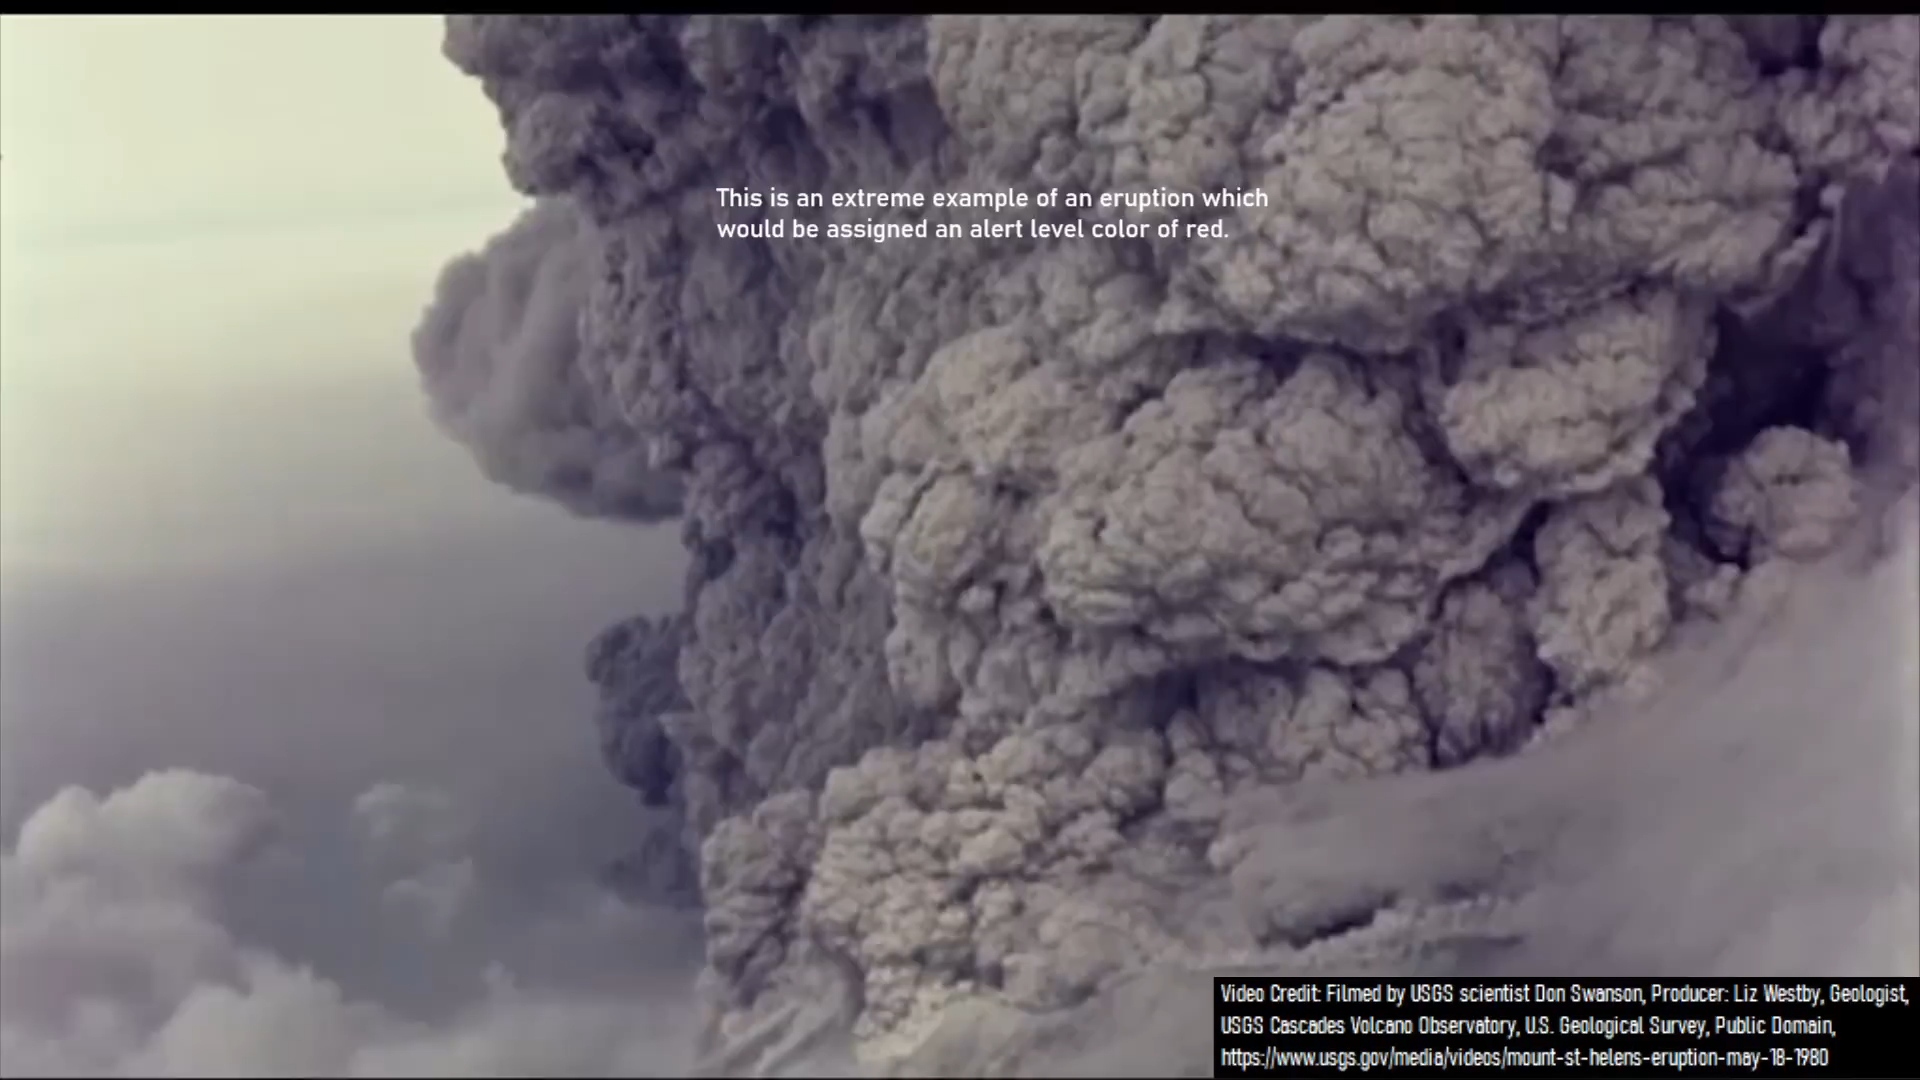 This is an extreme example of an eruption which
would be assigned an alert level color of red.
Video Credit: Filmed by USGS scientist Don Swanson, Producer: Liz Westby, Geologist,
USGS Cascades Volcano Observatory, U.S. Geological Survey, Public Domain,
https://www.usgs.gov/media/videos/mount-st-helens-eruption-may-18-1980